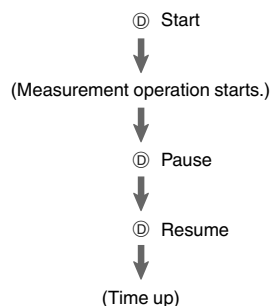 Ⓓ Start
(Measurement operation starts.)
Ⓓ Pause
Ⓓ Resume
(Time up)